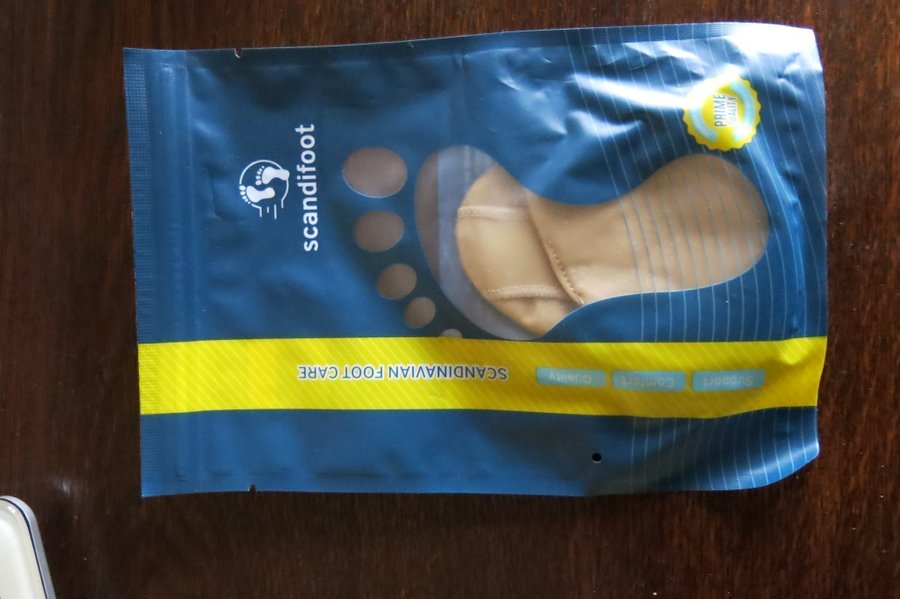 scandifoot
PRIME
QUALITY
SCANDINAVIAN FOOT CARE
Support
Comfort
Quality